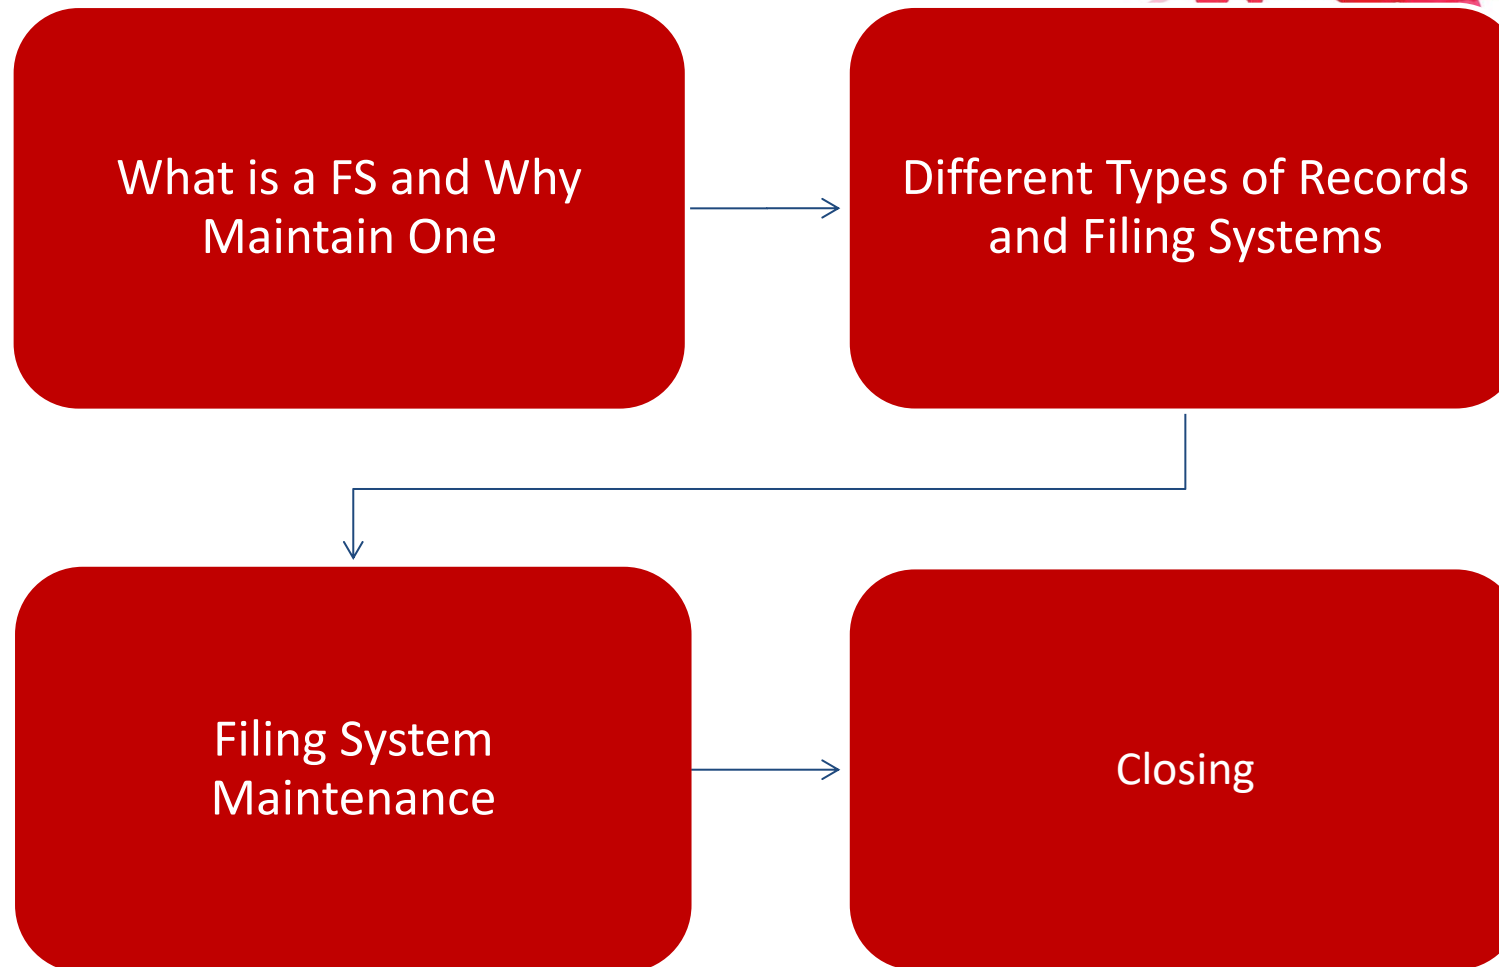 What is a FS and Why
Maintain One
Different Types of Records
and Filing Systems
Filing System
Maintenance
Closing